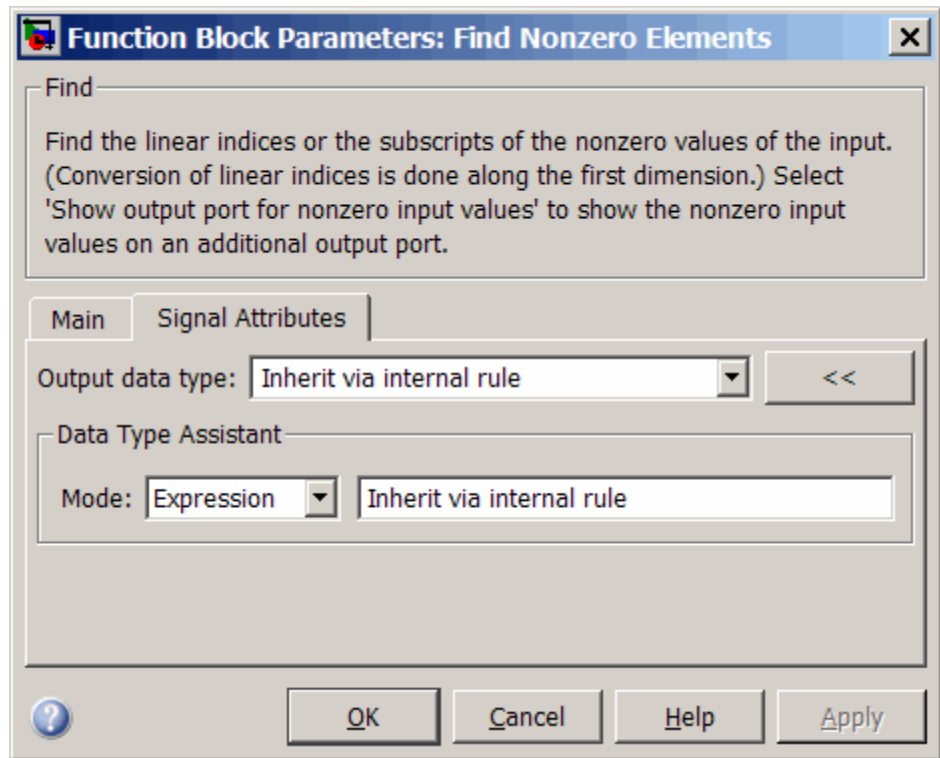 Function Block Parameters: Find Nonzero Elements
Find
Find the linear indices or the subscripts of the nonzero values of the input.
(Conversion of linear indices is done along the first dimension.) Select
'Show output port for nonzero input values' to show the nonzero input
values on an additional output port.
Main Signal Attributes
Output data type: Inherit via internal rule <<
Data Type Assistant
Mode: Expression Inherit via internal rule
? OK Cancel Help Apply